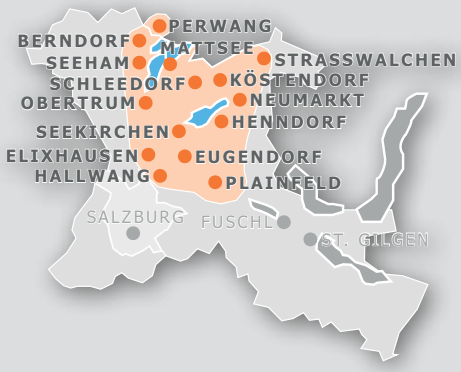 PERWANG
BERNDORF
MATTSEE
SEEHAM
STRASSWALCHEN
SCHLEEDORF
KÖSTENDORF
OBERTRUM
NEUMARKT
SEEKIRCHEN
HENNDORF
ELIXHAUSEN
EUGENDORF
HALLWANG
PLAINFELD
SALZBURG
FUSCHL
ST. GILGEN